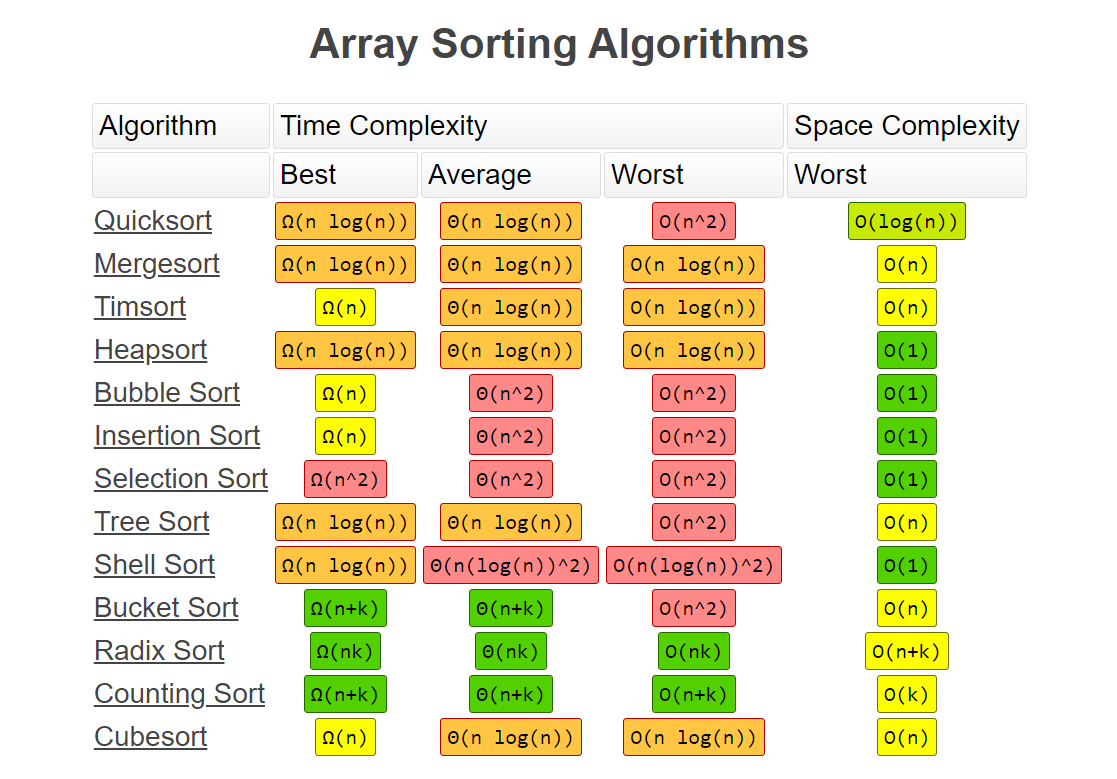 Array Sorting Algorithms
Algorithm Time Complexity Space Complexity
Best Average Worst Worst
Quicksort Ω(n log(n)) Θ(n log(n)) O(n^2) O(log(n))
Mergesort Ω(n log(n)) Θ(n log(n)) O(n log(n)) O(n)
Timsort Ω(n) Θ(n log(n)) O(n log(n)) O(n)
Heapsort Ω(n log(n)) Θ(n log(n)) O(n log(n)) O(1)
Bubble Sort Ω(n) Θ(n^2) O(n^2) O(1)
Insertion Sort Ω(n) Θ(n^2) O(n^2) O(1)
Selection Sort Ω(n^2) Θ(n^2) O(n^2) O(1)
Tree Sort Ω(n log(n)) Θ(n log(n)) O(n^2) O(n)
Shell Sort Ω(n log(n)) Θ(n(log(n))^2) O(n(log(n))^2) O(1)
Bucket Sort Ω(n+k) Θ(n+k) O(n^2) O(n)
Radix Sort Ω(nk) Θ(nk) O(nk) O(n+k)
Counting Sort Ω(n+k) Θ(n+k) O(n+k) O(k)
Cubesort Ω(n) Θ(n log(n)) O(n log(n)) O(n)